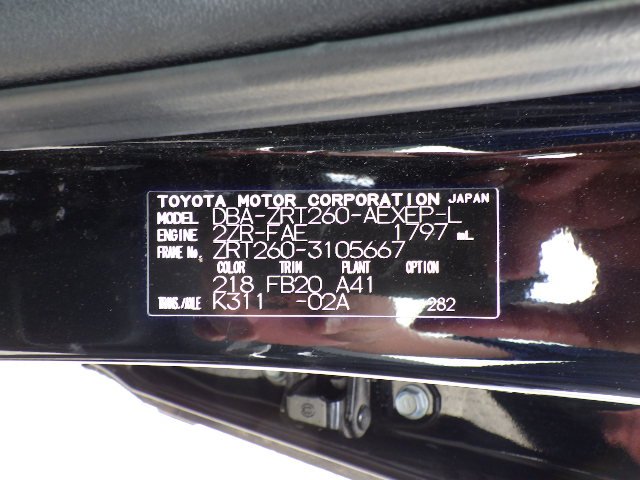 TOYOTA MOTOR CORPORATION JAPAN
MODEL DBA-ZRT260-AEXEP-L
ENGINE 2ZR-FAE 1797 mL
FRAME No. ZRT260-3105667
COLOR TRIM PLANT OPTION
218 FB20 A41
TRANS./AXLE K311 -02A 282